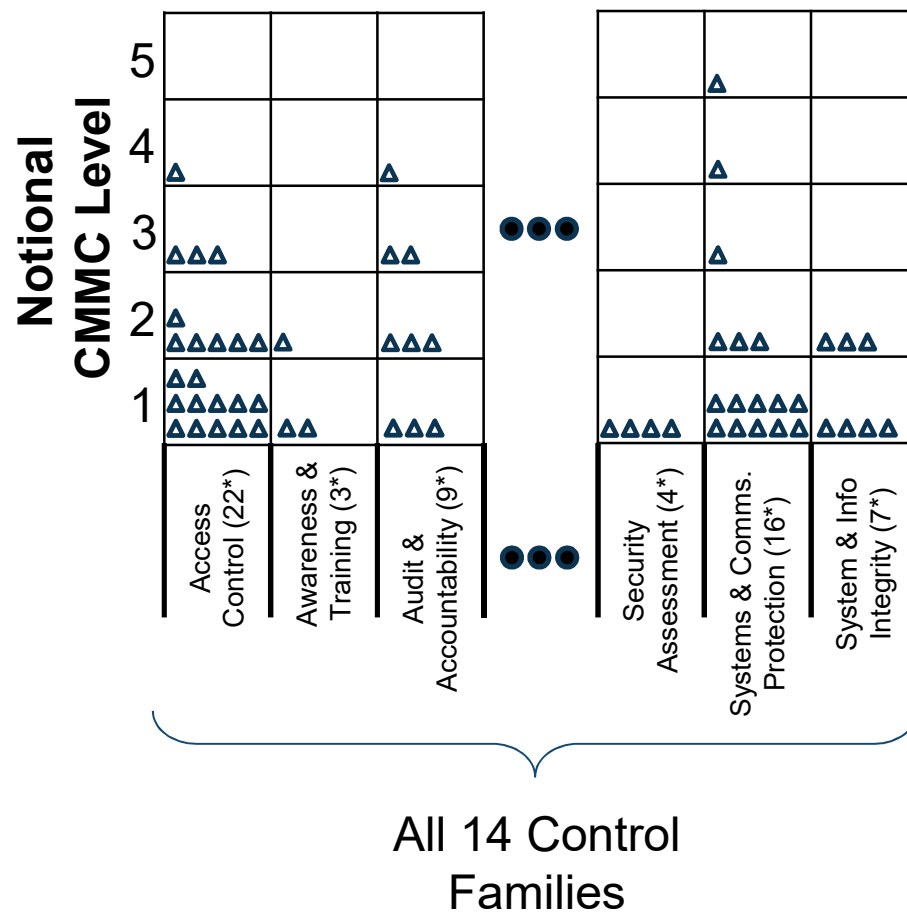 Notional
CMMC Level
5
4
3
2
1
Access
Control (22*)
Awareness &
Training (3*)
Audit &
Accountability (9*)
Security
Assessment (4*)
Systems & Comms.
Protection (16*)
System & Info
Integrity (7*)
All 14 Control
Families